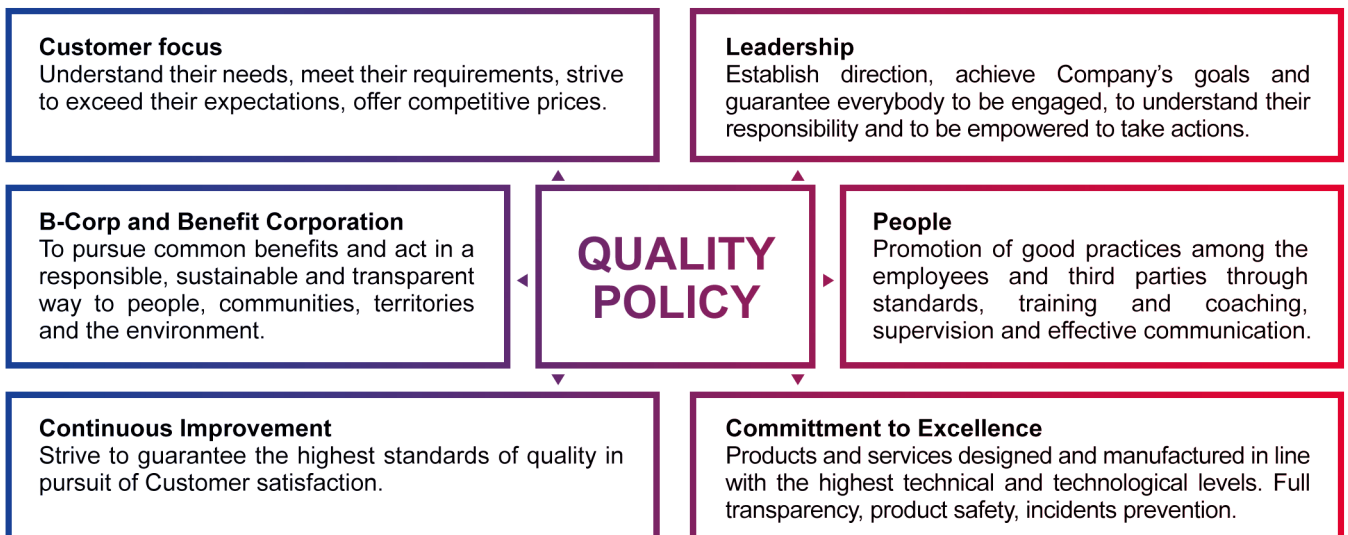 Customer focus
Understand their needs, meet their requirements, strive
to exceed their expectations, offer competitive prices.
Leadership
Establish direction, achieve Company’s goals and
guarantee everybody to be engaged, to understand their
responsibility and to be empowered to take actions.
B-Corp and Benefit Corporation
To pursue common benefits and act in a
responsible, sustainable and transparent
way to people, communities, territories
and the environment.
QUALITY
POLICY
People
Promotion of good practices among the
employees and third parties through
standards, training and coaching,
supervision and effective communication.
Continuous Improvement
Strive to guarantee the highest standards of quality in
pursuit of Customer satisfaction.
Committment to Excellence
Products and services designed and manufactured in line
with the highest technical and technological levels. Full
transparency, product safety, incidents prevention.